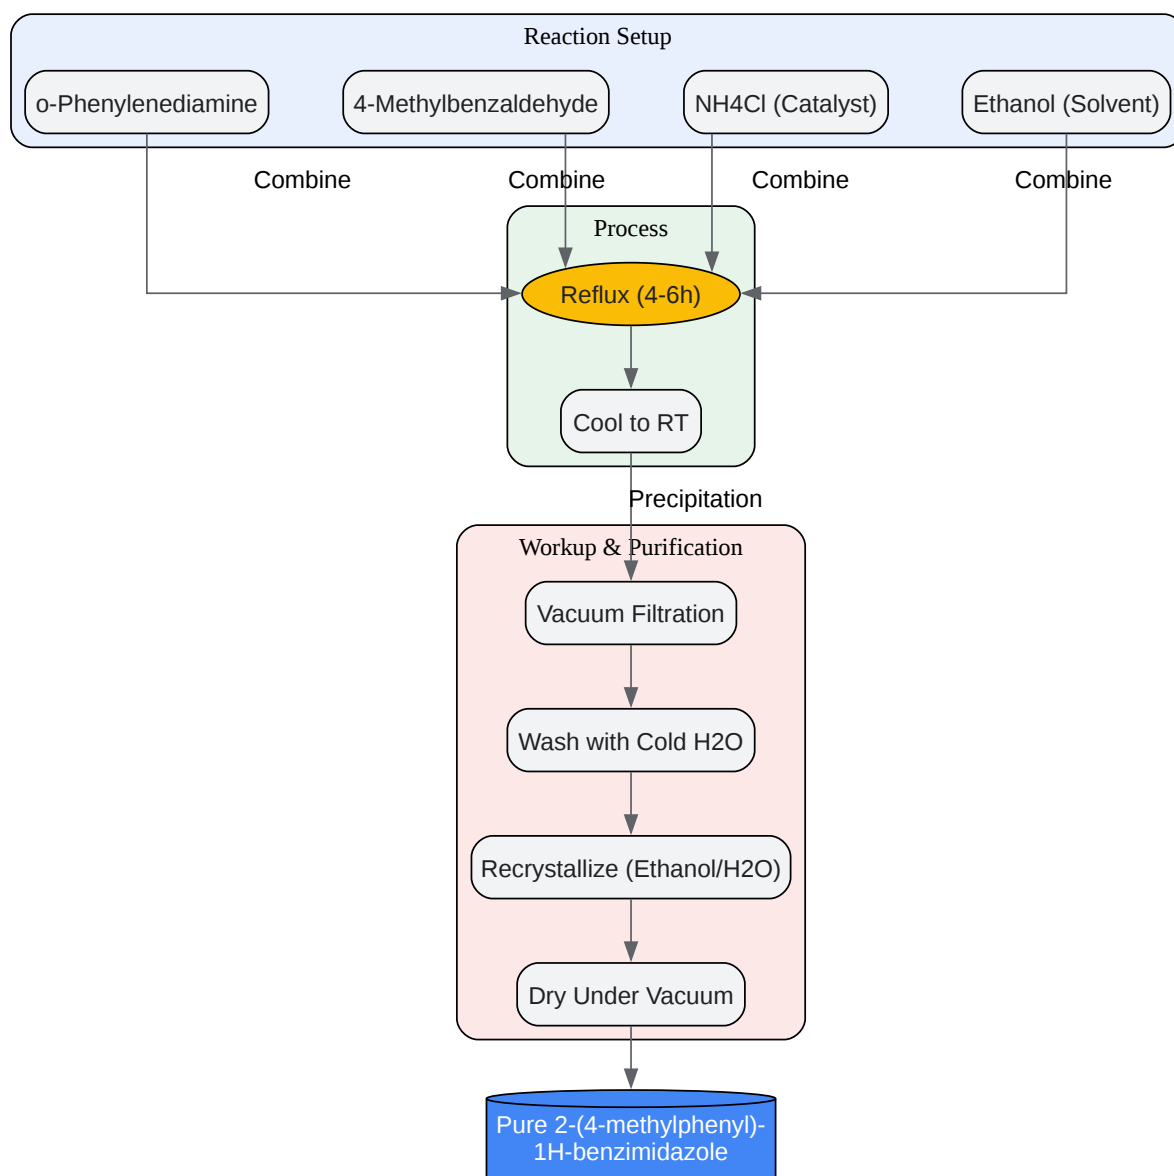 Reaction Setup
o-Phenylenediamine
4-Methylbenzaldehyde
NH4Cl (Catalyst)
Ethanol (Solvent)
Combine
Combine
Combine
Combine
Process
Reflux (4-6h)
Cool to RT
Precipitation
Workup & Purification
Vacuum Filtration
Wash with Cold H2O
Recrystallize (Ethanol/H2O)
Dry Under Vacuum
Pure 2-(4-methylphenyl)-
1H-benzimidazole